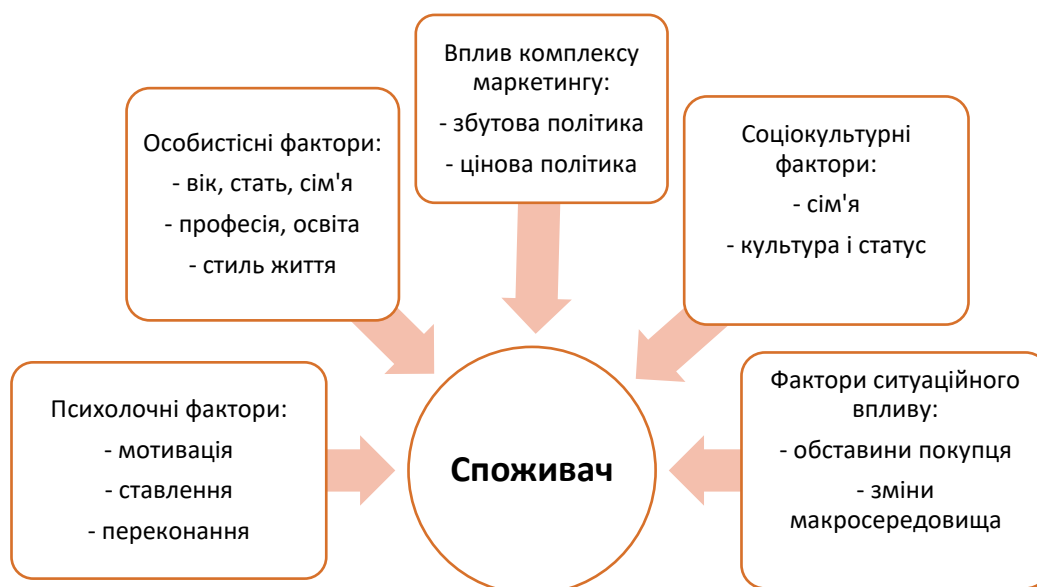 Вплив комплексу
маркетингу:
- збутова політика
- цінова політика
Особистісні фактори:
- вік, стать, сім'я
- професія, освіта
- стиль життя
Соціокультурні
фактори:
- сім'я
- культура і статус
Психолочні фактори:
- мотивація
- ставлення
- переконання
Споживач
Фактори ситуаційного
впливу:
- обставини покупця
- зміни
макросередовища